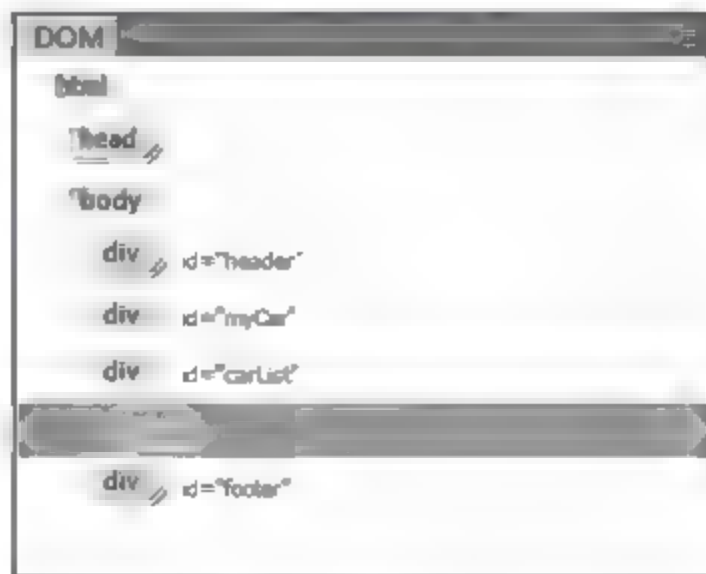 DOM
html
head
body
div id="header"
div id="myCar"
div id="carList"
div id="footer"